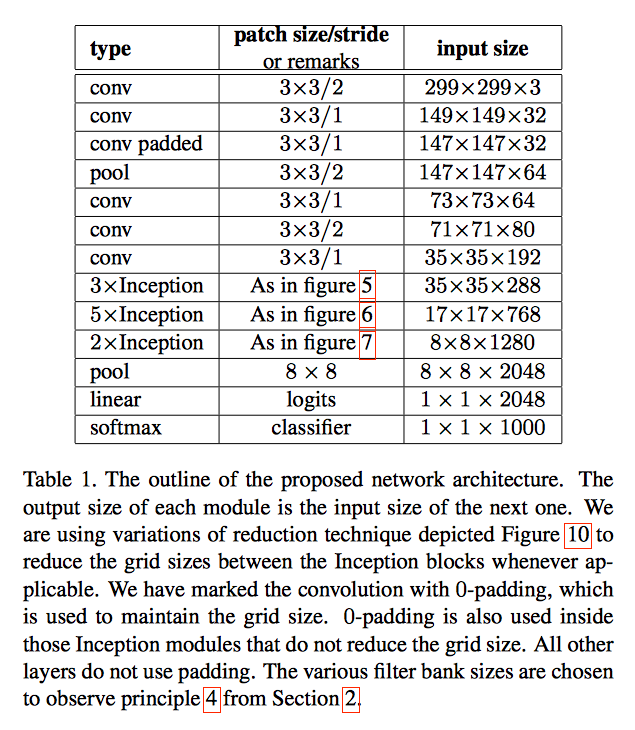 type patch size/stride or remarks input size
conv 3×3/2 299×299×3
conv 3×3/1 149×149×32
conv padded 3×3/1 147×147×32
pool 3×3/2 147×147×64
conv 3×3/1 73×73×64
conv 3×3/2 71×71×80
conv 3×3/1 35×35×192
3×Inception As in figure 5 35×35×288
5×Inception As in figure 6 17×17×768
2×Inception As in figure 7 8×8×1280
pool 8 × 8 8 × 8 × 2048
linear logits 1 × 1 × 2048
softmax classifier 1 × 1 × 1000
Table 1. The outline of the proposed network architecture. The
output size of each module is the input size of the next one. We
are using variations of reduction technique depicted Figure 10 to
reduce the grid sizes between the Inception blocks whenever ap-
plicable. We have marked the convolution with 0-padding, which
is used to maintain the grid size. 0-padding is also used inside
those Inception modules that do not reduce the grid size. All other
layers do not use padding. The various filter bank sizes are chosen
to observe principle 4 from Section 2.